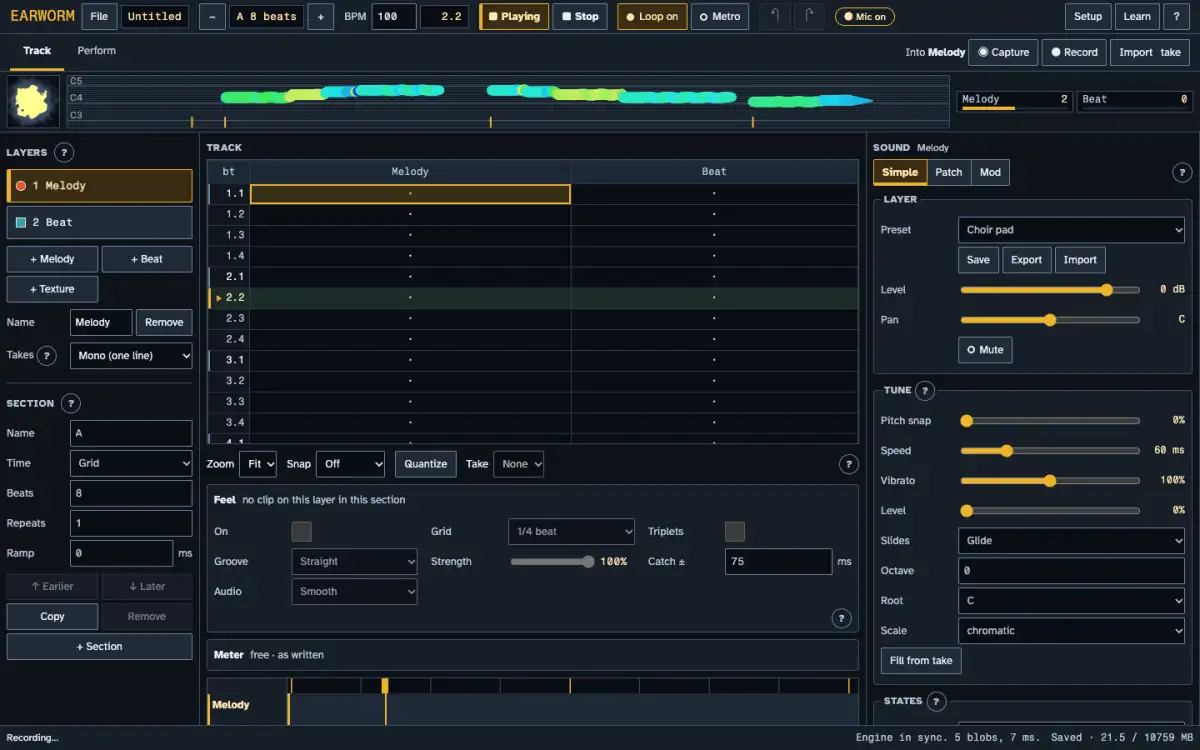 EARWORM File Untitled − A 8 beats + BPM 100 2.2 Playing Stop Loop on Metro Mic on Setup Learn ?
Track Perform Into Melody Capture Record Import take
C5
C4
C3
Melody 2 Beat 0
LAYERS ?
1 Melody
2 Beat
+ Melody + Beat
+ Texture
Name Melody Remove
Takes ? Mono (one line)
SECTION ?
Name A
Time Grid
Beats 8
Repeats 1
Ramp 0 ms
↑ Earlier ↓ Later
Copy Remove
+ Section
TRACK
bt Melody Beat
1.1 · ·
1.2 · ·
1.3 · ·
1.4 · ·
2.1 · ·
2.2 · ·
2.3 · ·
2.4 · ·
3.1 · ·
3.2 · ·
3.3 · ·
3.4 · ·
4.1 · ·
Zoom Fit Snap Off Quantize Take None ?
Feel no clip on this layer in this section
On Grid 1/4 beat Triplets
Groove Straight Strength 100% Catch ± 75 ms
Audio Smooth
?
Meter free · as written
Melody
SOUND Melody
Simple Patch Mod ?
LAYER
Preset Choir pad
Save Export Import
Level 0 dB
Pan C
Mute
TUNE ?
Pitch snap 0%
Speed 60 ms
Vibrato 100%
Level 0%
Slides Glide
Octave 0
Root C
Scale chromatic
Fill from take
STATES ?
Recording… Engine in sync. 5 blobs, 7 ms. Saved · 21.5 / 10759 MB